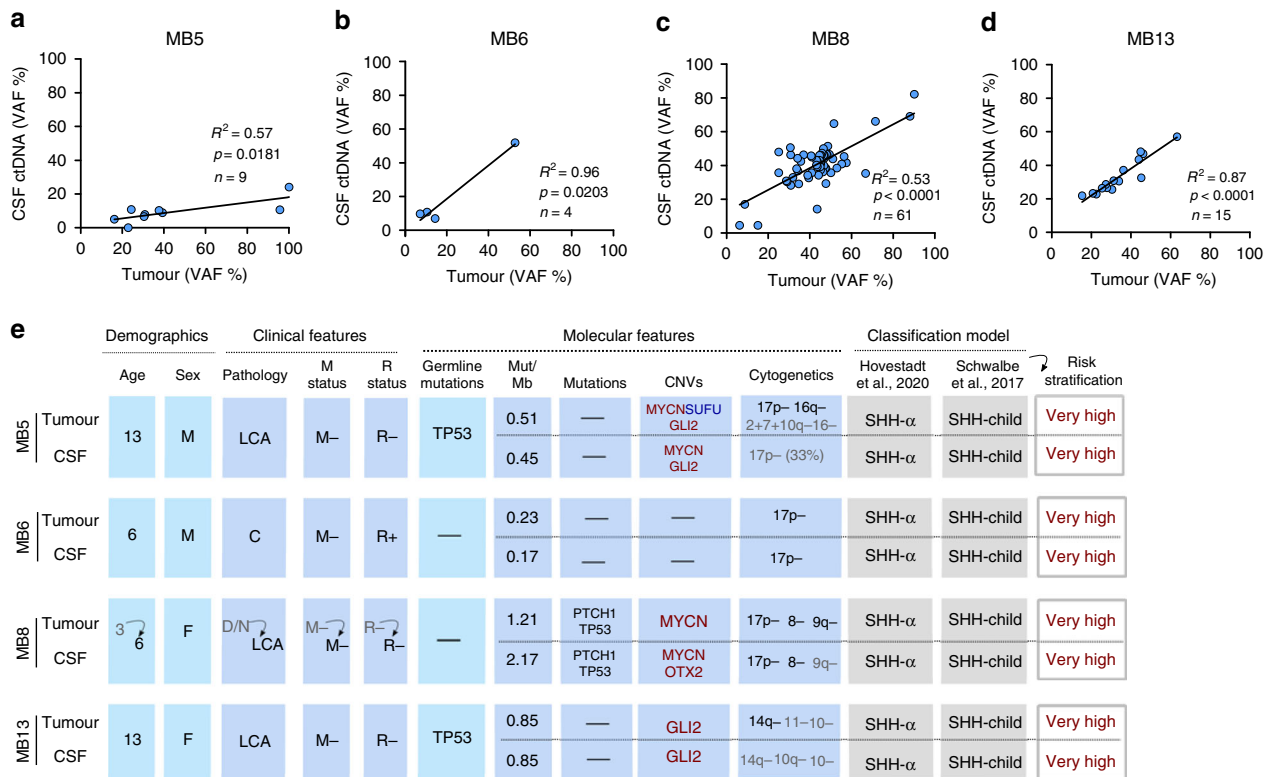 a
MB5
CSF ctDNA (VAF %)
100
80
60
40
20
0
0 20 40 60 80 100
Tumour (VAF %)
R² = 0.57
p = 0.0181
n = 9
b
MB6
CSF ctDNA (VAF %)
100
80
60
40
20
0
0 20 40 60 80 100
Tumour (VAF %)
R² = 0.96
p = 0.0203
n = 4
c
MB8
CSF ctDNA (VAF %)
100
80
60
40
20
0
0 20 40 60 80 100
Tumour (VAF %)
R² = 0.53
p < 0.0001
n = 61
d
MB13
CSF ctDNA (VAF %)
100
80
60
40
20
0
0 20 40 60 80 100
Tumour (VAF %)
R² = 0.87
p < 0.0001
n = 15
e
Demographics Clinical features Molecular features Classification model
Age Sex Pathology M status R status Germline mutations Mut/Mb Mutations CNVs Cytogenetics Hovestadt et al., 2020 Schwalbe et al., 2017 Risk stratification
MB5
Tumour 0.51 — MYCNSUFU GLI2 17p– 16q– 2+7+10q–16– SHH-α SHH-child Very high
13 M LCA M– R– TP53
CSF 0.45 — MYCN GLI2 17p– (33%) SHH-α SHH-child Very high
MB6
Tumour 0.23 — — 17p– SHH-α SHH-child Very high
6 M C M– R+ —
CSF 0.17 — — 17p– SHH-α SHH-child Very high
MB8
Tumour 1.21 PTCH1 TP53 MYCN 17p– 8– 9q– SHH-α SHH-child Very high
3 6 F D/N LCA M– M– R– R– —
CSF 2.17 PTCH1 TP53 MYCN OTX2 17p– 8– 9q– SHH-α SHH-child Very high
MB13
Tumour 0.85 — GLI2 14q– 11–10– SHH-α SHH-child Very high
13 F LCA M– R– TP53
CSF 0.85 — GLI2 14q–10q– 10– SHH-α SHH-child Very high